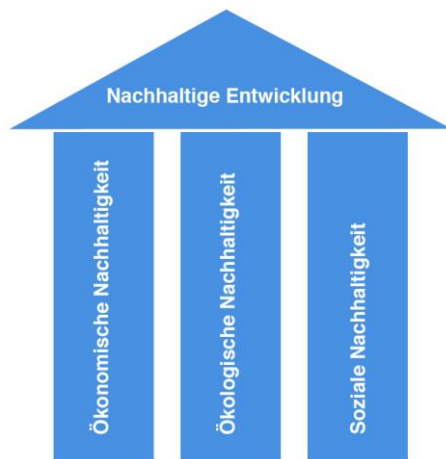 Nachhaltige Entwicklung
Ökonomische Nachhaltigkeit
Ökologische Nachhaltigkeit
Soziale Nachhaltigkeit